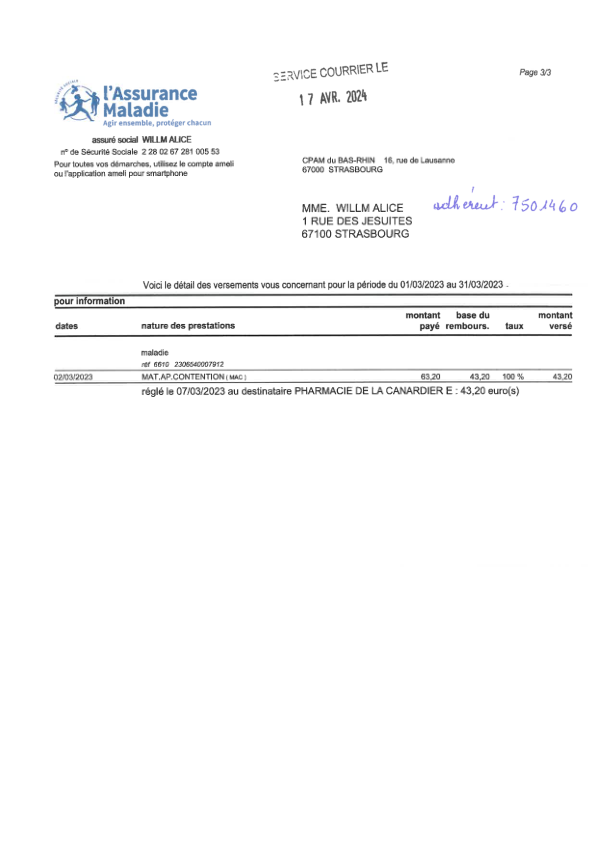 SERVICE COURRIER LE
17 AVR. 2024
Page 3/3
SÉCURITÉ SOCIALE
l'Assurance
Maladie
Agir ensemble, protéger chacun
assuré social WILLM ALICE
n° de Sécurité Sociale 2 28 02 67 281 005 53
Pour toutes vos démarches, utilisez le compte ameli
ou l'application ameli pour smartphone
CPAM du BAS-RHIN 16, rue de Lausanne
67000 STRASBOURG
MME. WILLM ALICE
1 RUE DES JESUITES
67100 STRASBOURG
adhérent : 7501460
Voici le détail des versements vous concernant pour la période du 01/03/2023 au 31/03/2023 .
pour information
dates nature des prestations montant payé base du rembours. taux montant versé
maladie
réf 6610 2306540007912
02/03/2023 MAT.AP.CONTENTION ( MAC ) 63,20 43,20 100 % 43,20
réglé le 07/03/2023 au destinataire PHARMACIE DE LA CANARDIER E : 43,20 euro(s)